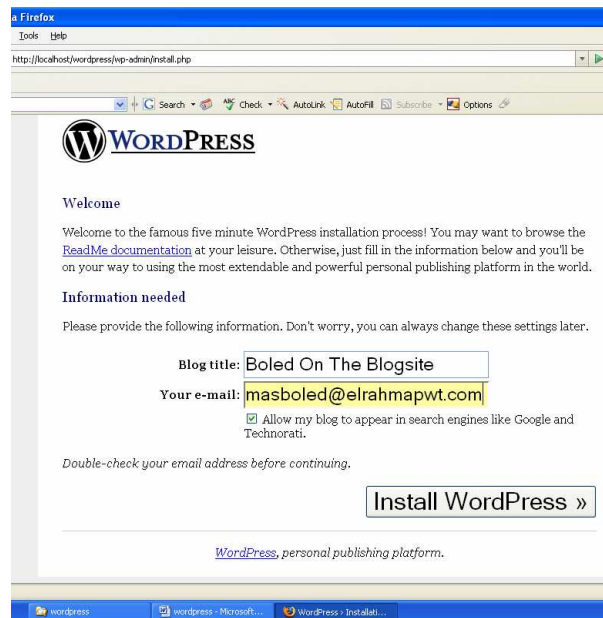 a Firefox
Tools Help
http://localhost/wordpress/wp-admin/install.php
Search Check AutoLink AutoFill Subscribe Options
WORDPRESS
Welcome
Welcome to the famous five minute WordPress installation process! You may want to browse the
ReadMe documentation at your leisure. Otherwise, just fill in the information below and you'll be
on your way to using the most extendable and powerful personal publishing platform in the world.
Information needed
Please provide the following information. Don't worry, you can always change these settings later.
Blog title: Boled On The Blogsite
Your e-mail: masboled@elrahmapwt.com
Allow my blog to appear in search engines like Google and
Technorati.
Double-check your email address before continuing.
Install WordPress »
WordPress, personal publishing platform.
wordpress wordpress - Microsoft... WordPress › Installati...